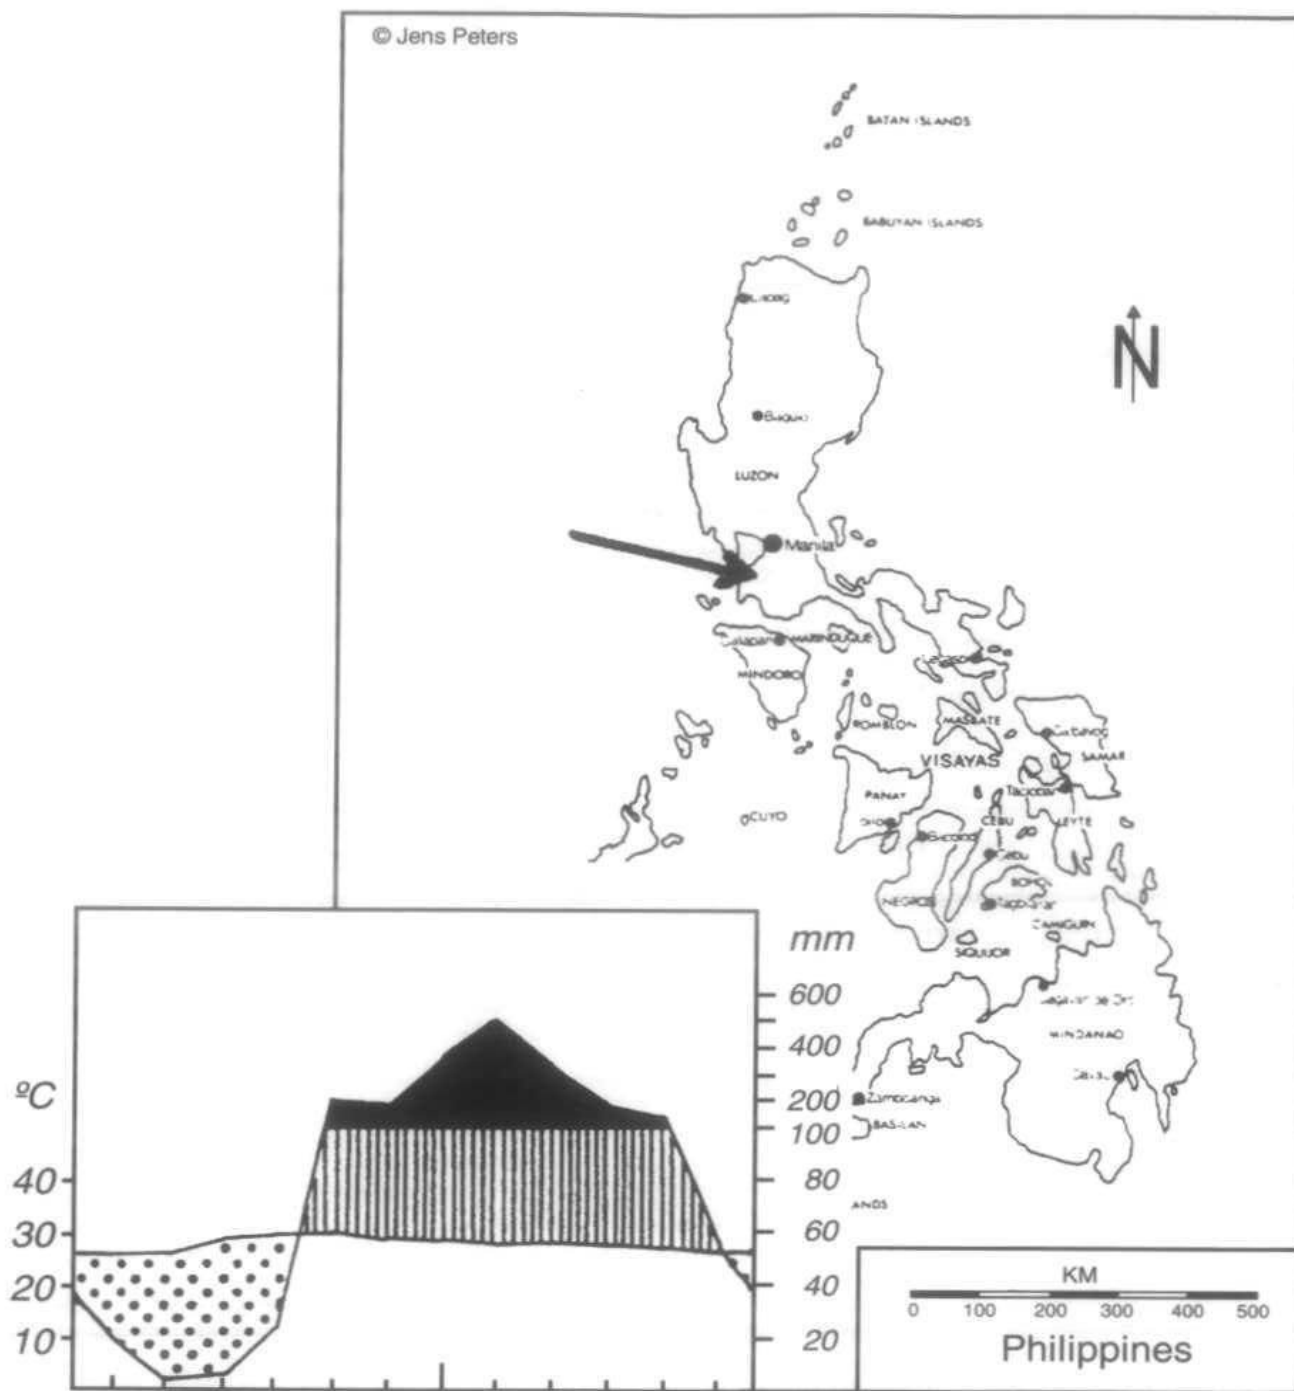 © Jens Peters
BATAN ISLANDS
BABUYAN ISLANDS
N
LUZON
Manila
MARINDUQUE
MINDORO
ROMBLON
MASBATE
VISAYAS
SAMAR
PANAY
CUYO
CEBU
LEYTE
NEGROS
BOHOL
CAMIGUIN
SIQUIJOR
MINDANAO
Zamboanga
BASILAN
ANDS
mm
600
400
200
100
80
60
40
20
ºC
40
30
20
10
KM
0 100 200 300 400 500
Philippines